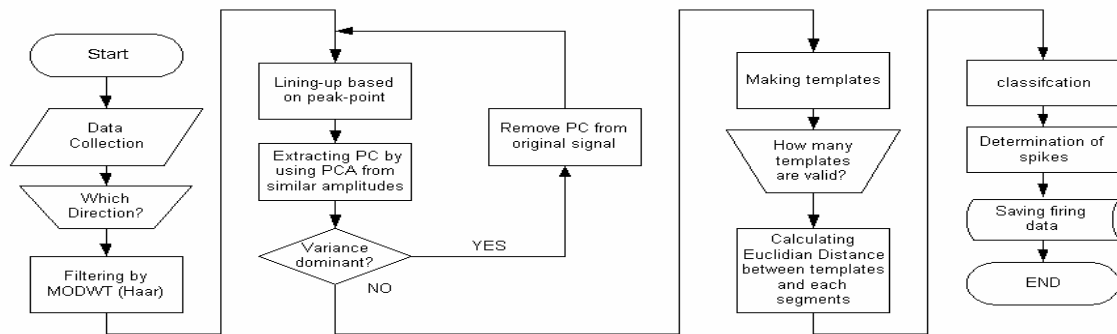 Start
Data
Collection
Which
Direction?
Filtering by
MODWT (Haar)
Lining-up based
on peak-point
Extracting PC by
using PCA from
similar amplitudes
Variance
dominant?
YES
NO
Remove PC from
original signal
Making templates
How many
templates
are valid?
Calculating
Euclidian Distance
between templates
and each
segments
classifcation
Determination of
spikes
Saving firing
data
END